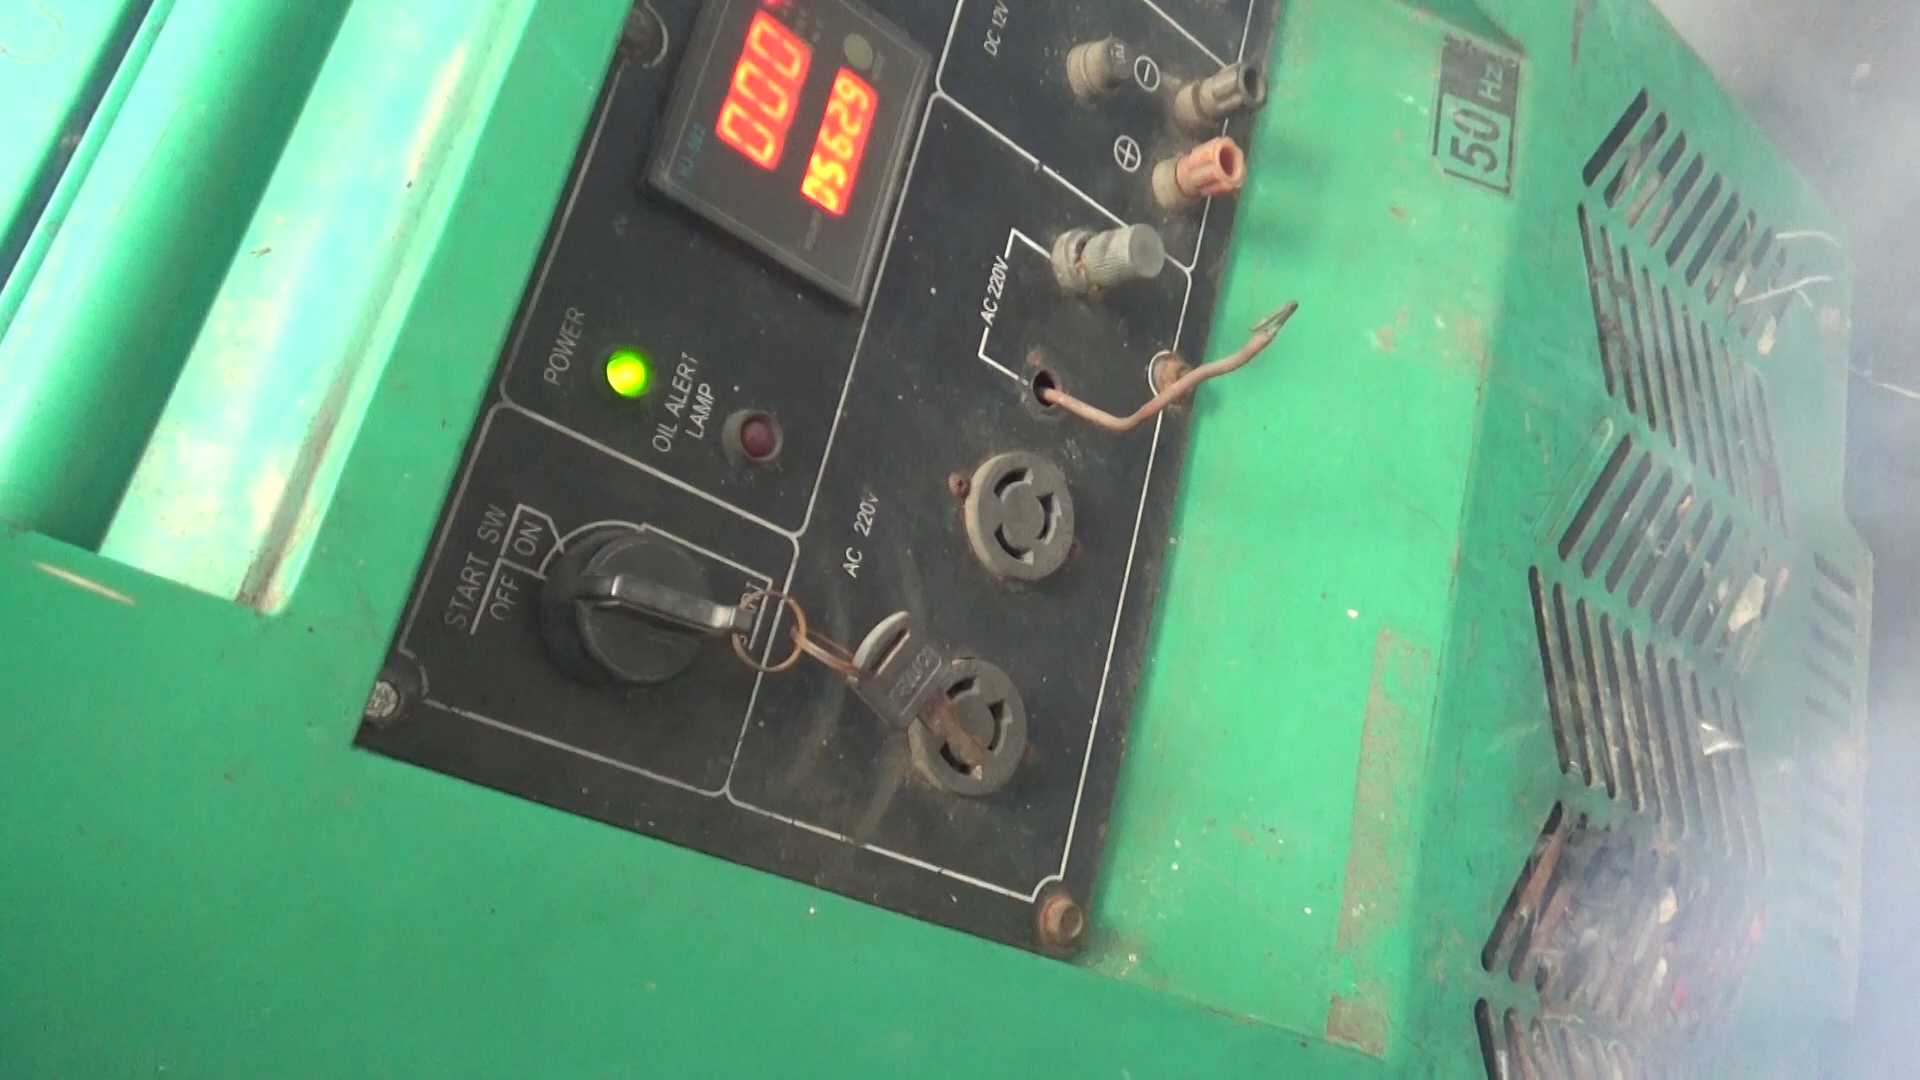 000
05629
DC 12V
50 Hz
AC 220V
POWER
OIL ALERT
LAMP
AC 220V
START SW
OFF
ON